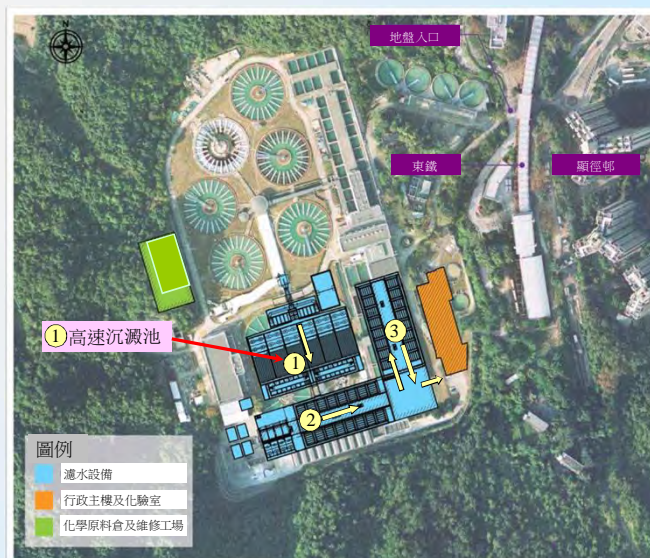 N
地盤入口
東鐵
顯徑邨
①高速沉澱池
③
①
②
圖例
濾水設備
行政主樓及化驗室
化學原料倉及維修工場